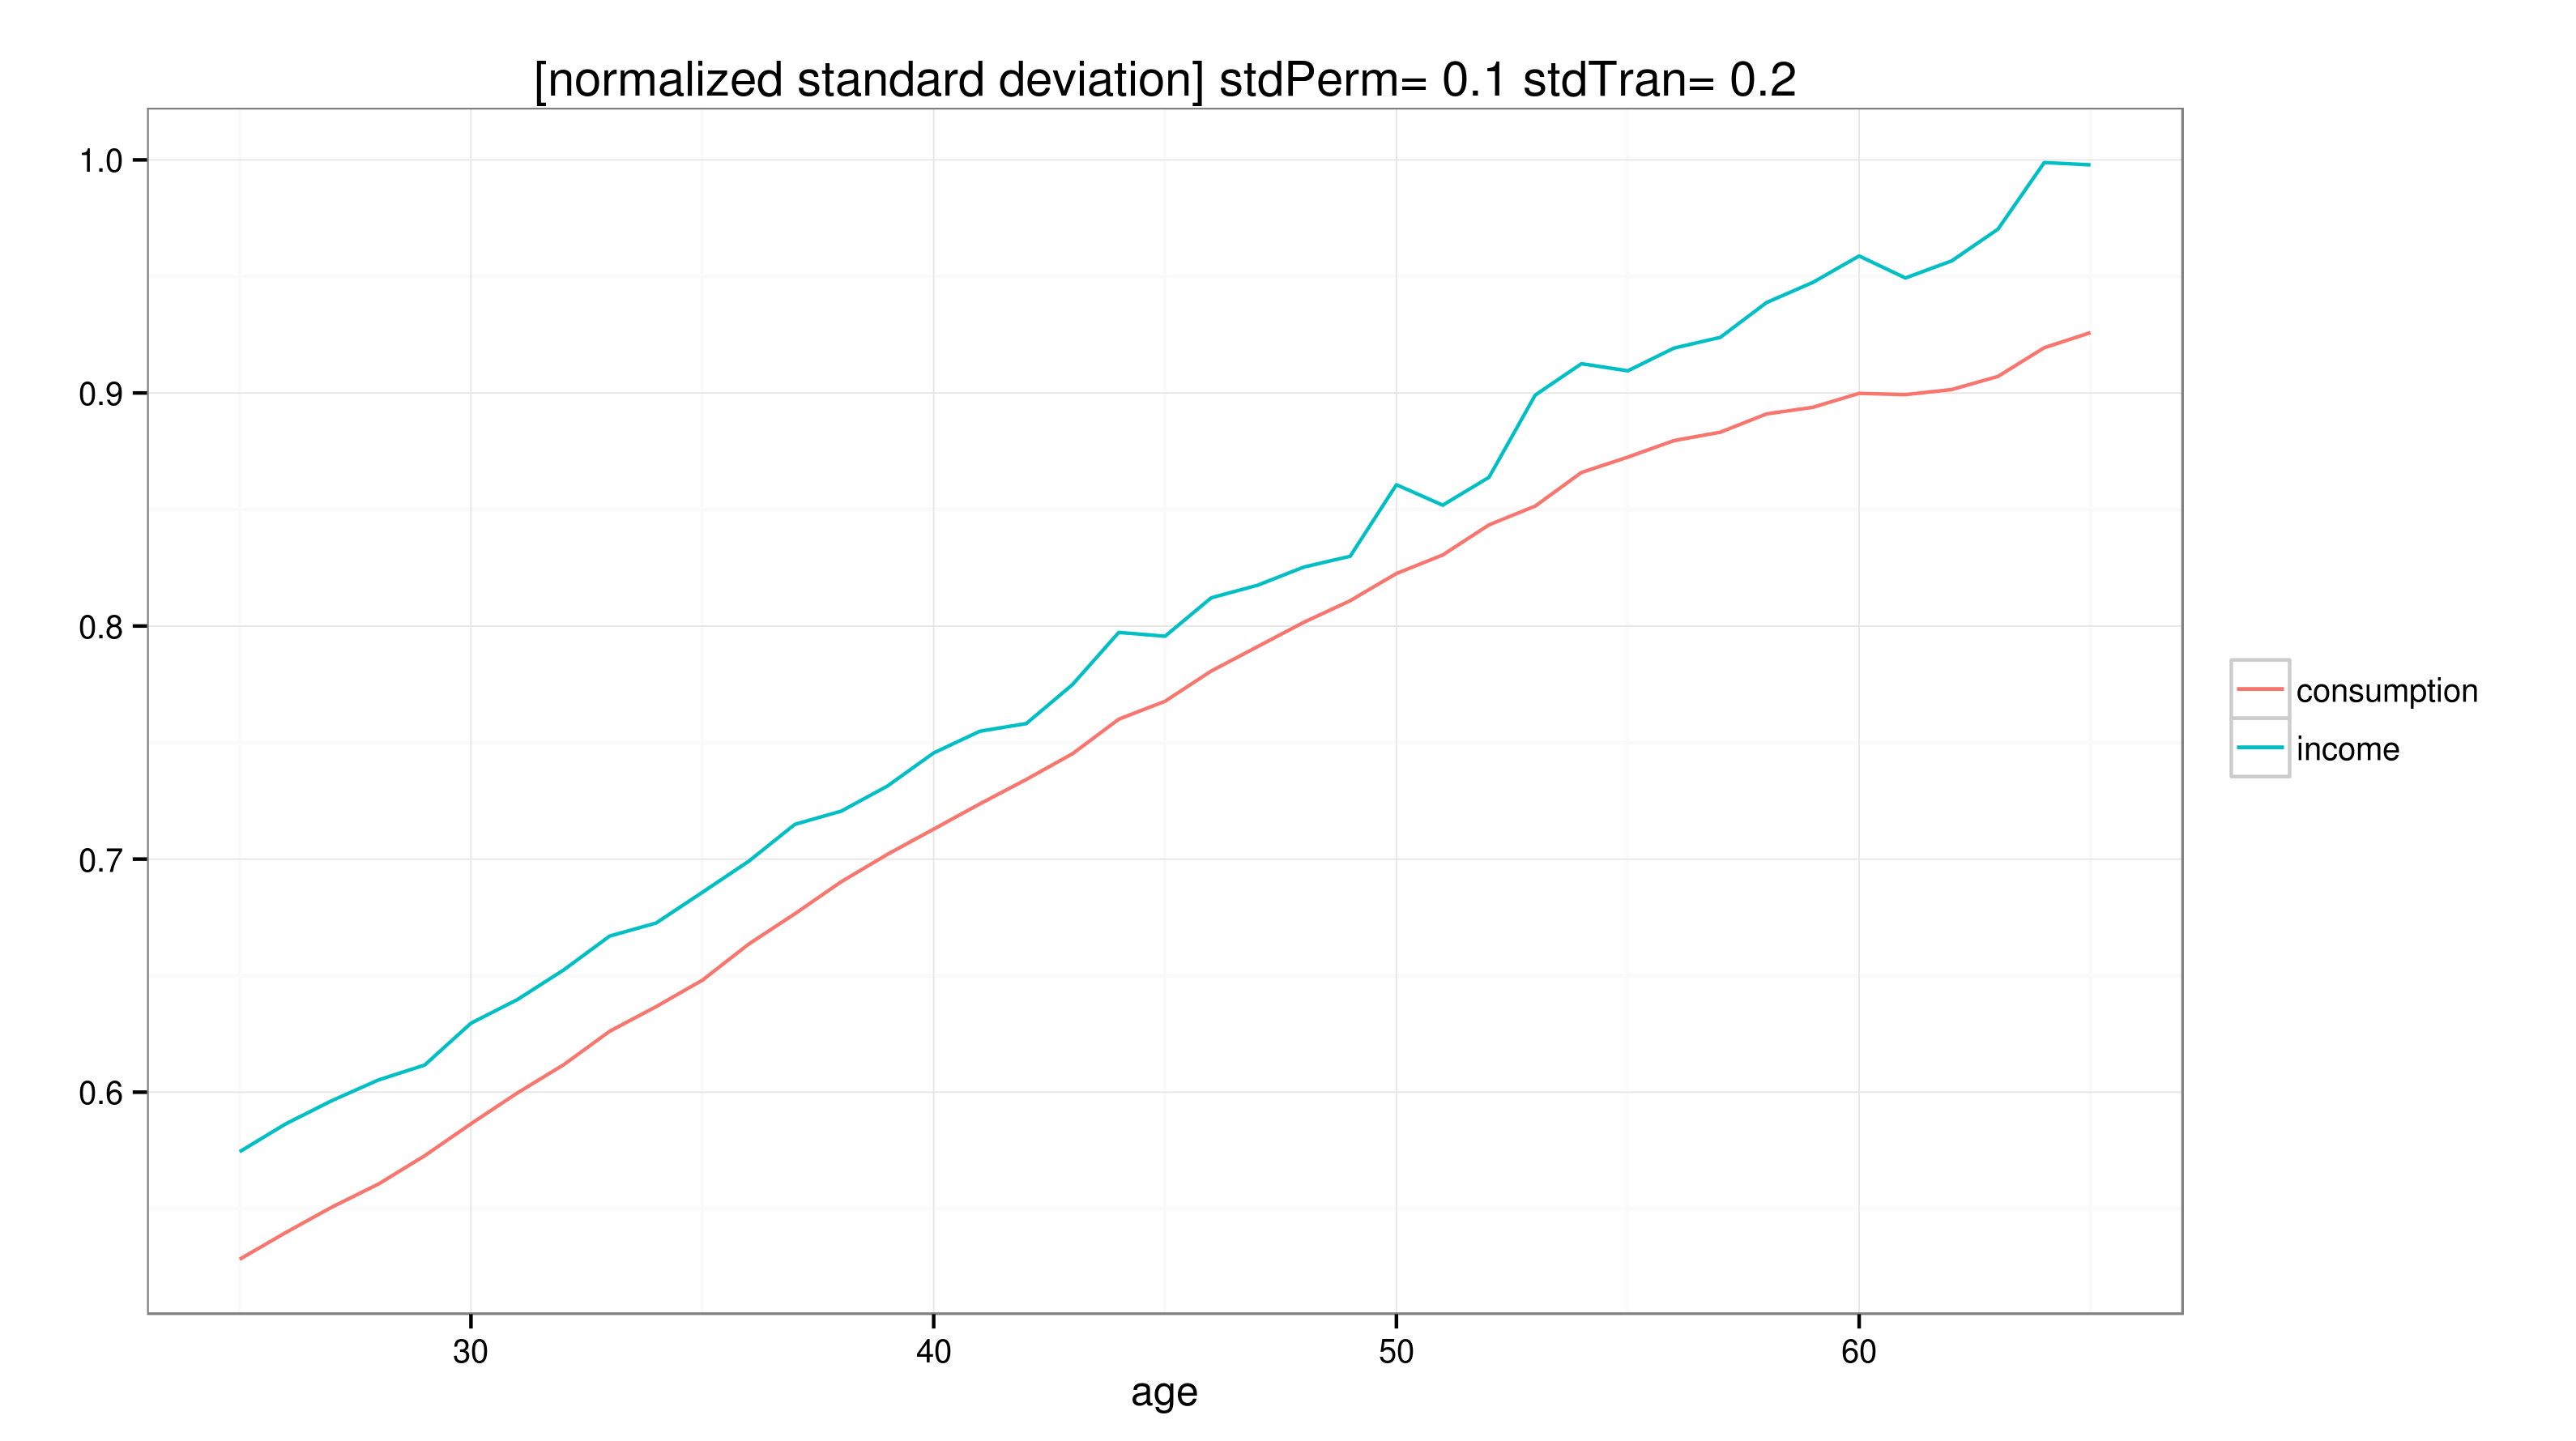 [normalized standard deviation] stdPerm= 0.1 stdTran= 0.2
1.0
0.9
0.8
0.7
0.6
consumption
income
30 40 50 60
age